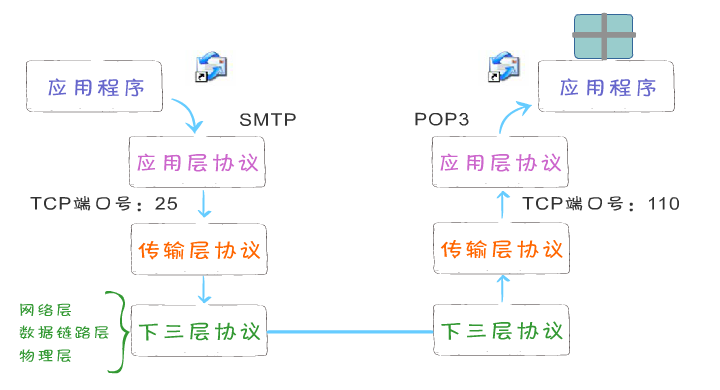 应用程序
应用程序
SMTP
POP3
应用层协议
应用层协议
TCP端口号：25
TCP端口号：110
传输层协议
传输层协议
网络层
数据链路层
物理层
下三层协议
下三层协议